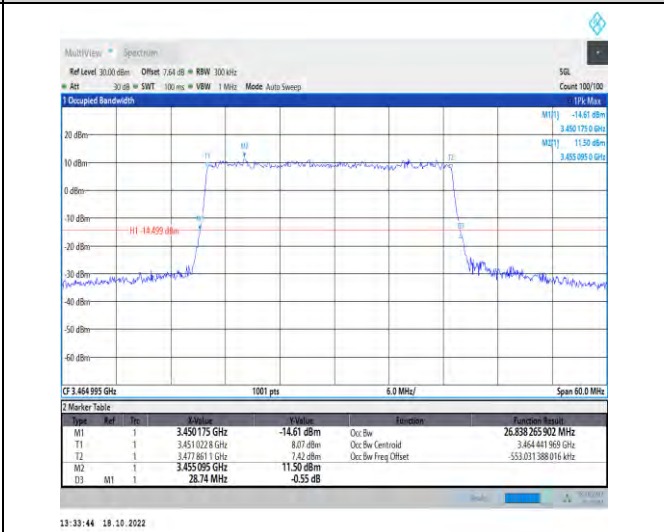 MultiView Spectrum
Ref Level 30.00 dBm Offset 7.64 dB RBW 300 kHz SGL
Att 30 dB SWT 100 ms VBW 1 MHz Mode Auto Sweep Count 100/100
1 Occupied Bandwidth 1Pk Max
M1[1] -14.61 dBm
3.450 175 0 GHz
M2[1] 11.50 dBm
3.455 095 0 GHz
20 dBm
T1 M2 T2
10 dBm
0 dBm
-10 dBm
H1 -14.499 dBm
-20 dBm
-30 dBm
-40 dBm
-50 dBm
-60 dBm
CF 3.464 995 GHz 1001 pts 6.0 MHz/ Span 60.0 MHz
2 Marker Table
Type Ref Trc X-Value Y-Value Function Function Result
M1 1 3.450175 GHz -14.61 dBm Occ Bw 26.838 265 902 MHz
T1 1 3.451 022 8 GHz 8.07 dBm Occ Bw Centroid 3.464 441 969 GHz
T2 1 3.477 861 1 GHz 7.42 dBm Occ Bw Freq Offset -553.031 388 016 kHz
M2 1 3.455 095 GHz 11.50 dBm
D3 M1 1 28.74 MHz -0.55 dB
13:33:44 18.10.2022